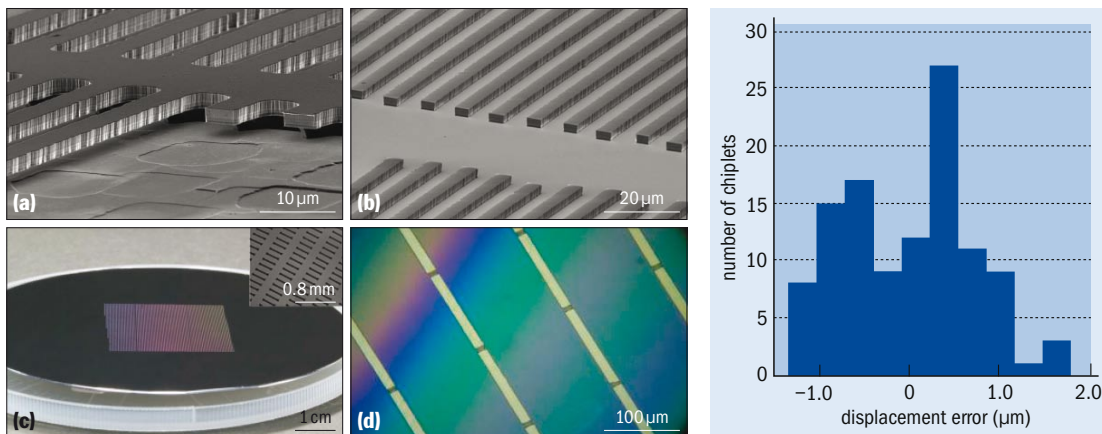 (a)
10 µm
(b)
20 µm
(c)
0.8 mm
1 cm
(d)
100 µm
number of chiplets
30
25
20
15
10
5
0
−1.0
0
1.0
2.0
displacement error (µm)